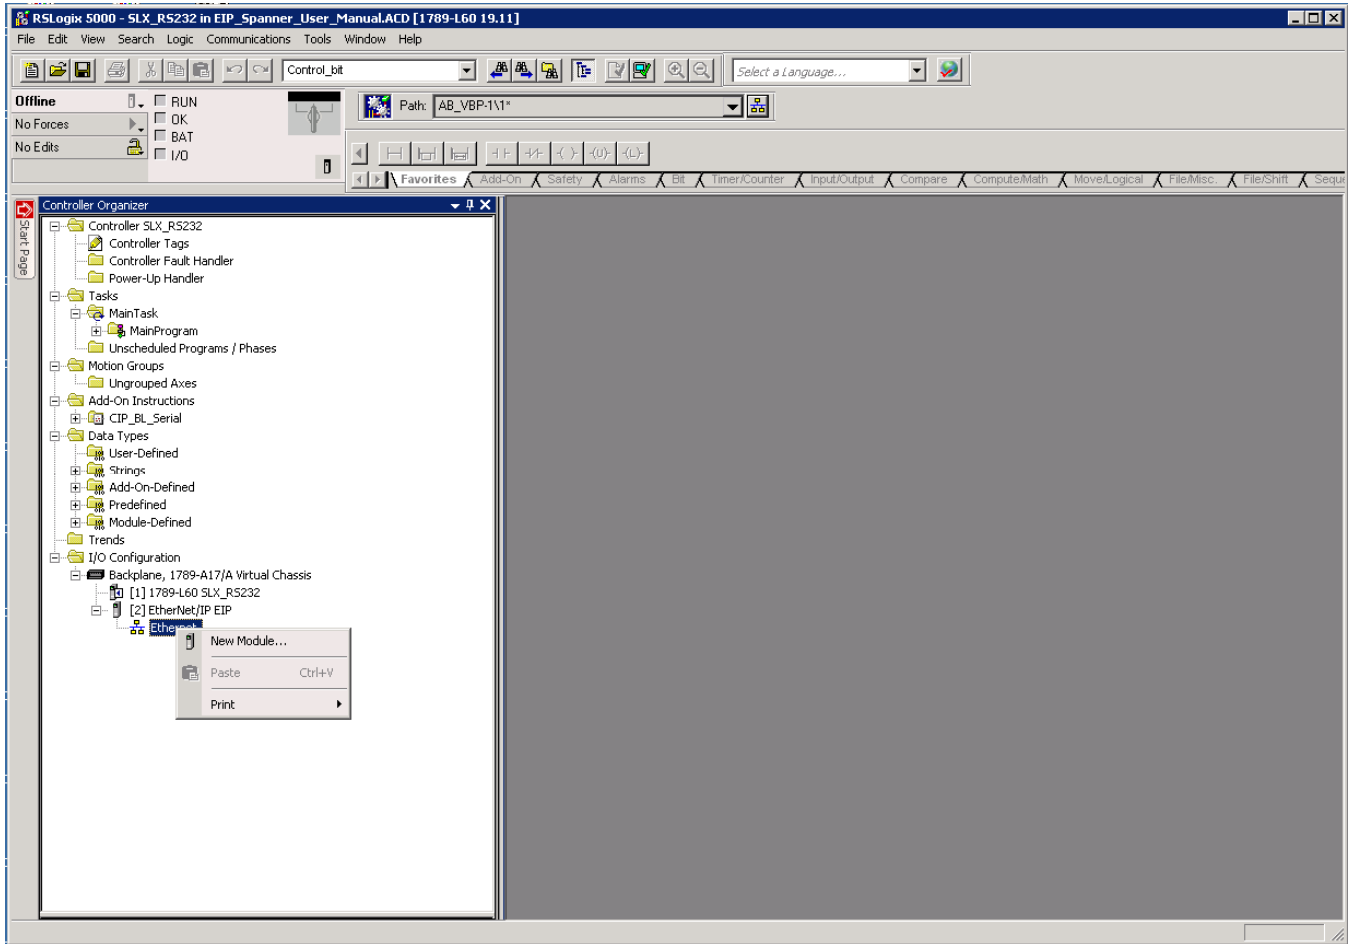 RSLogix 5000 - SLX_RS232 in EIP_Spanner_User_Manual.ACD [1789-L60 19.11]
File Edit View Search Logic Communications Tools Window Help
Control_bit
Select a Language...
Offline
RUN
No Forces
OK
No Edits
BAT
I/O
Path: AB_VBP-1\1*
Favorites Add-On Safety Alarms Bit Timer/Counter Input/Output Compare Compute/Math Move/Logical File/Misc. File/Shift Seque
Start Page
Controller Organizer
Controller SLX_RS232
Controller Tags
Controller Fault Handler
Power-Up Handler
Tasks
MainTask
MainProgram
Unscheduled Programs / Phases
Motion Groups
Ungrouped Axes
Add-On Instructions
CIP_BL_Serial
Data Types
User-Defined
Strings
Add-On-Defined
Predefined
Module-Defined
Trends
I/O Configuration
Backplane, 1789-A17/A Virtual Chassis
[1] 1789-L60 SLX_RS232
[2] EtherNet/IP EIP
Ethernet
New Module...
Paste Ctrl+V
Print